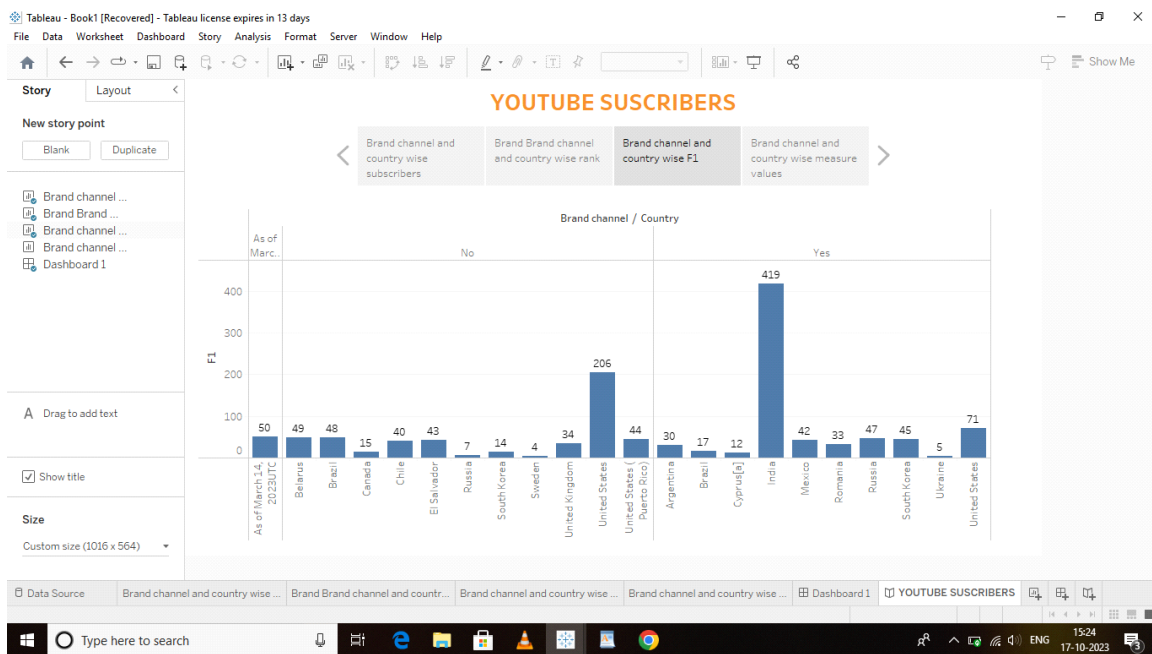 Tableau - Book1 [Recovered] - Tableau license expires in 13 days
File Data Worksheet Dashboard Story Analysis Format Server Window Help
Show Me
Story Layout
New story point
Blank Duplicate
Brand channel ...
Brand Brand ...
Brand channel ...
Brand channel ...
Dashboard 1
A Drag to add text
Show title
Size
Custom size (1016 x 564)
YOUTUBE SUSCRIBERS
Brand channel and
country wise
subscribers
Brand Brand channel
and country wise rank
Brand channel and
country wise F1
Brand channel and
country wise measure
values
Brand channel / Country
As of
Marc..
No
Yes
F1
400
300
200
100
0
50
49
48
15
40
43
7
14
4
34
206
44
30
17
12
419
42
33
47
45
5
71
As of March 14,
2023UTC
Belarus
Brazil
Canada
Chile
El Salvador
Russia
South Korea
Sweden
United Kingdom
United States
United States (
Puerto Rico)
Argentina
Brazil
Cyprus[a]
India
Mexico
Romania
Russia
South Korea
Ukraine
United States
Data Source Brand channel and country wise ... Brand Brand channel and countr... Brand channel and country wise ... Brand channel and country wise ... Dashboard 1 YOUTUBE SUSCRIBERS
Type here to search
ENG
15:24
17-10-2023
3